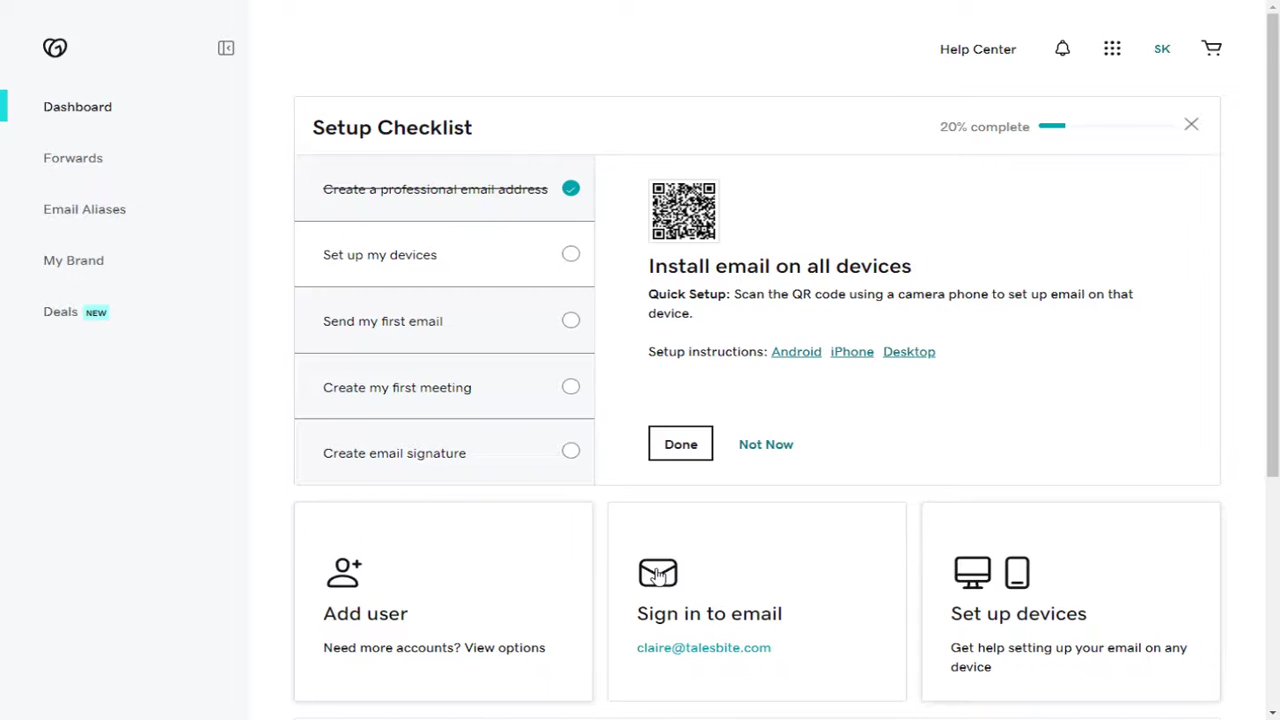 Help Center
SK
Dashboard
Forwards
Email Aliases
My Brand
Deals NEW
Setup Checklist
20% complete
Create a professional email address
Set up my devices
Send my first email
Create my first meeting
Create email signature
Install email on all devices
Quick Setup: Scan the QR code using a camera phone to set up email on that
device.
Setup instructions: Android iPhone Desktop
Done
Not Now
Add user
Need more accounts? View options
Sign in to email
claire@talesbite.com
Set up devices
Get help setting up your email on any
device